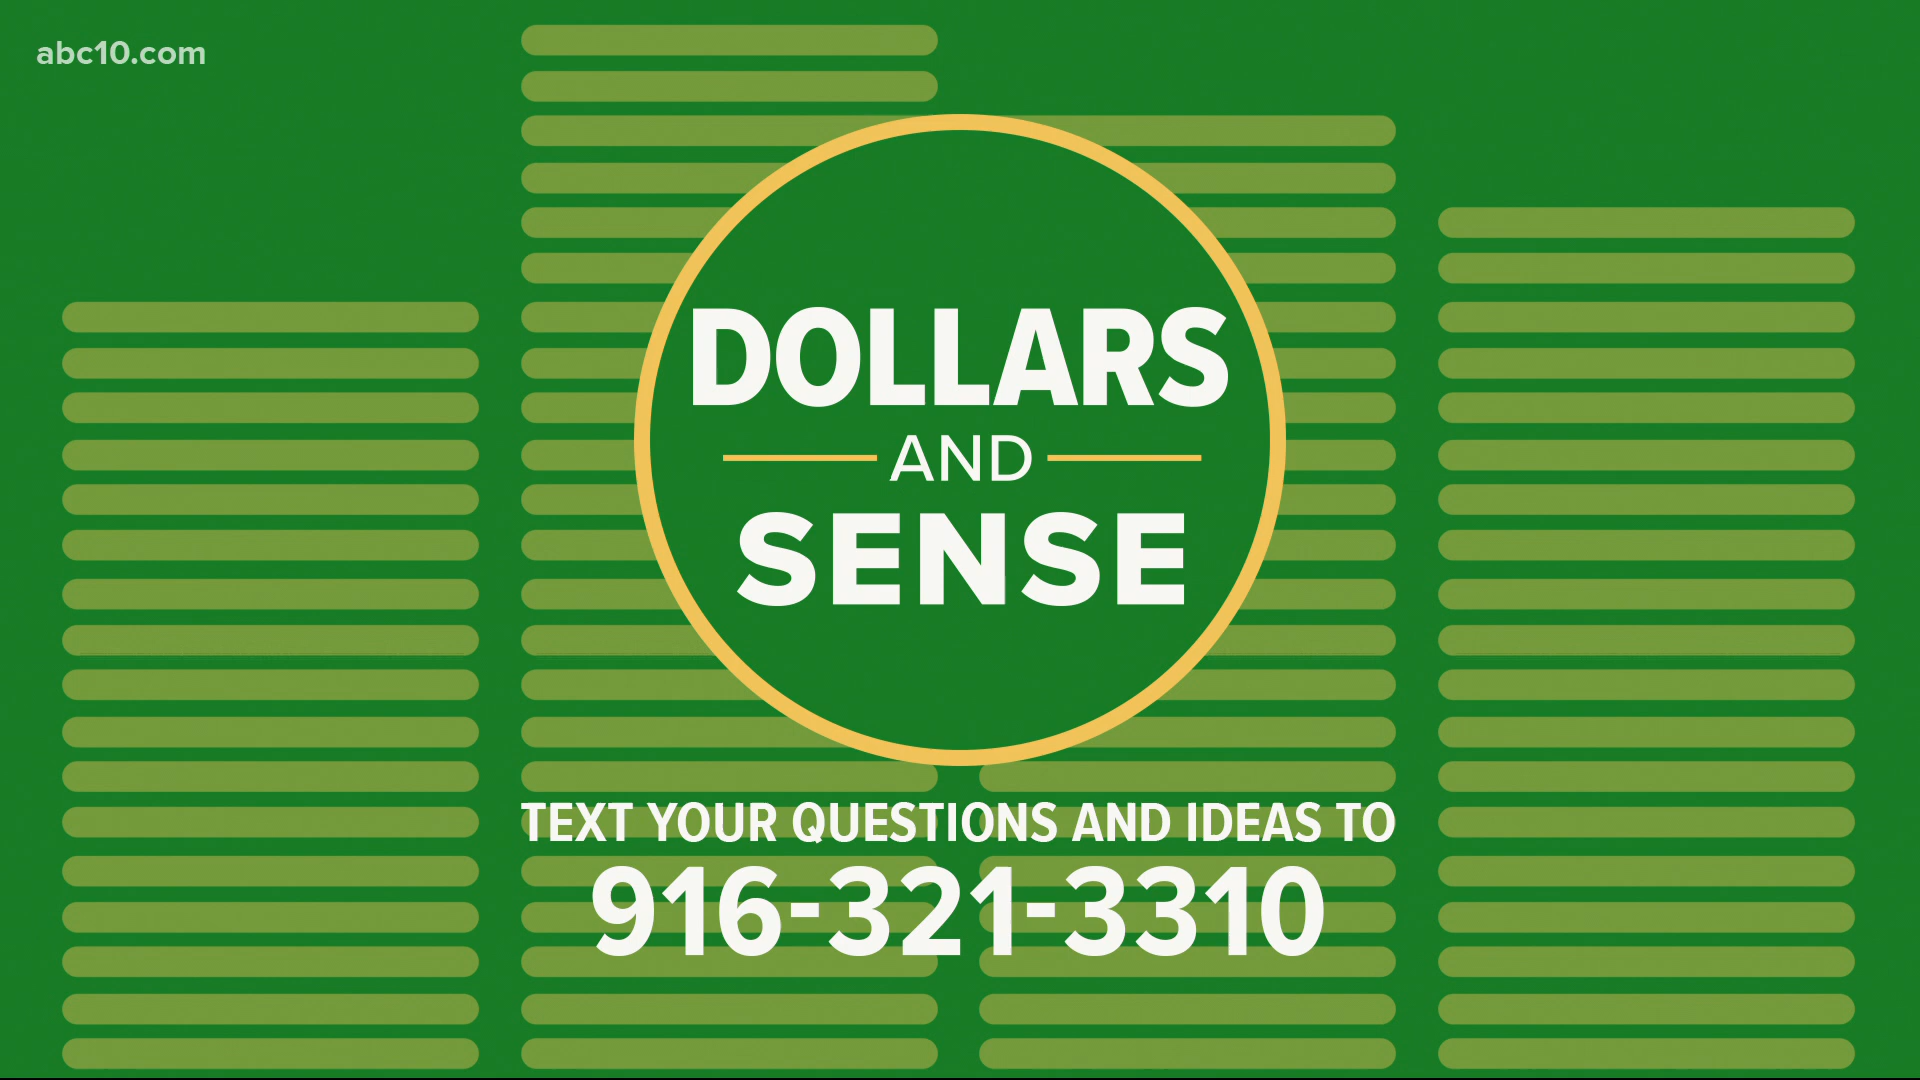 abc10.com
DOLLARS
AND
SENSE
TEXT YOUR QUESTIONS AND IDEAS TO
916-321-3310